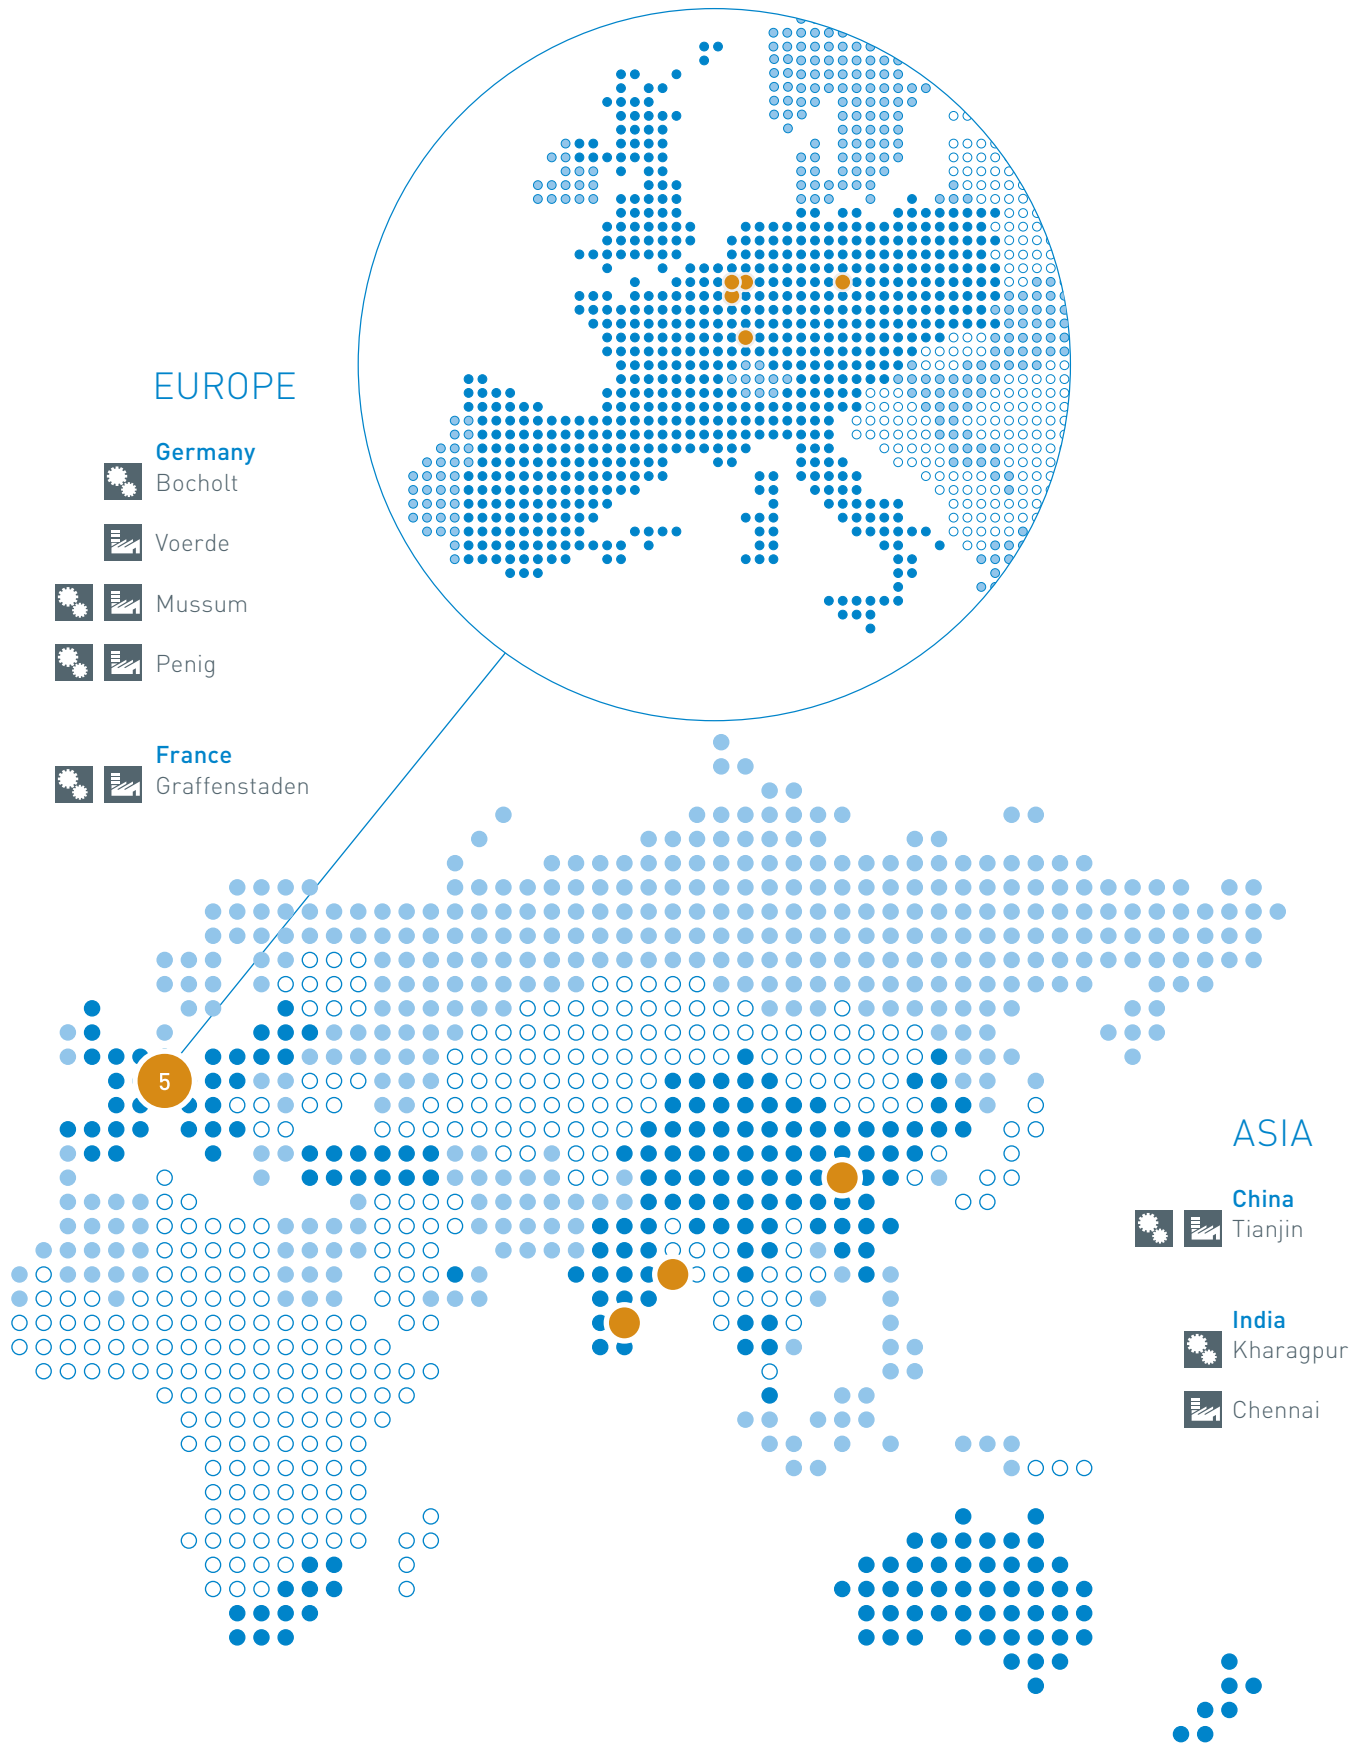 EUROPE
Germany
Bocholt
Voerde
Mussum
Penig
France
Graffenstaden
5
ASIA
China
Tianjin
India
Kharagpur
Chennai